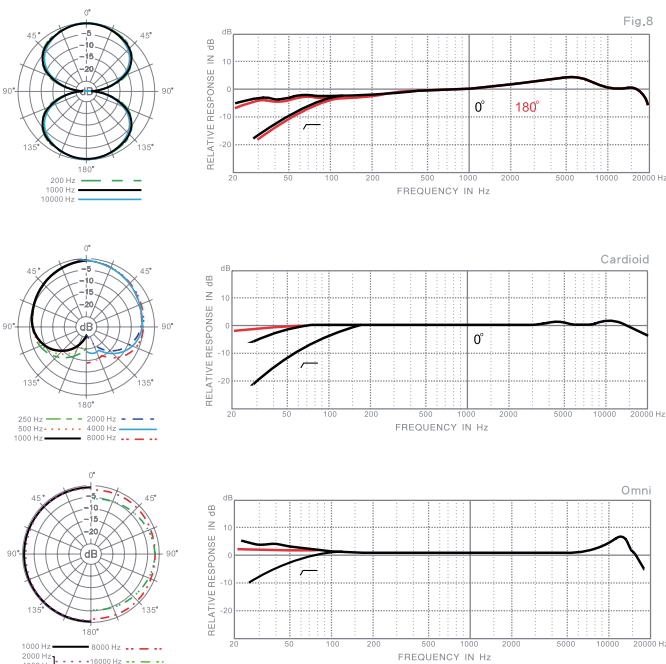 Fig.8
0°
45° 45°
−5
−10
−15
−20
90° dB 90°
135° 135°
180°
200 Hz
1000 Hz
10000 Hz
RELATIVE RESPONSE IN dB
dB
10
0
-10
-20
0° 180°
20 50 100 200 500 1000 2000 5000 10000 20000 Hz
FREQUENCY IN Hz
Cardioid
0°
45° 45°
−5
−10
−15
−20
90° dB 90°
135° 135°
180°
250 Hz 2000 Hz
500 Hz 4000 Hz
1000 Hz 8000 Hz
RELATIVE RESPONSE IN dB
dB
10
0
-10
-20
0°
20 50 100 200 500 1000 2000 5000 10000 20000 Hz
FREQUENCY IN Hz
Omni
0°
45° 45°
−5
−10
−15
−20
90° dB 90°
135° 135°
180°
1000 Hz 8000 Hz
2000 Hz 16000 Hz
RELATIVE RESPONSE IN dB
dB
10
0
-10
-20
20 50 100 200 500 1000 2000 5000 10000 20000 Hz
FREQUENCY IN Hz